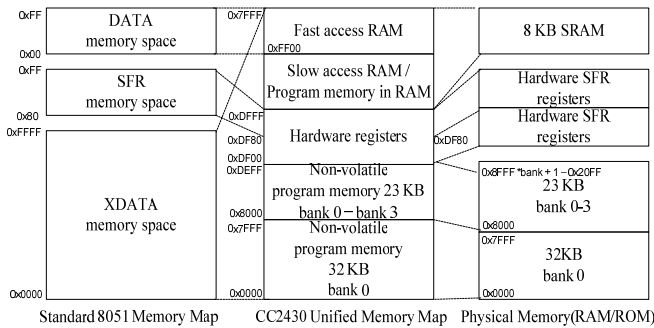 0xFF
DATA
memory space
0x00
0xFF
SFR
memory space
0x80
0xFFFF
XDATA
memory space
0x0000
Standard 8051 Memory Map
0x7FFF
Fast access RAM
0xFF00
Slow access RAM /
Program memory in RAM
0xDFFF
Hardware registers
0xDF80
0xDF80
0xDF00
0xDEFF
Non-volatile
program memory 23 KB
bank 0 – bank 3
0x8000
0x7FFF
Non-volatile
program memory
32 KB
bank 0
0x0000
CC2430 Unified Memory Map
8 KB SRAM
Hardware SFR
registers
Hardware SFR
registers
0x8FFF *bank + 1 – 0x20FF
23 KB
bank 0-3
0x8000
0x7FFF
32KB
bank 0
0x0000
Physical Memory(RAM/ROM)